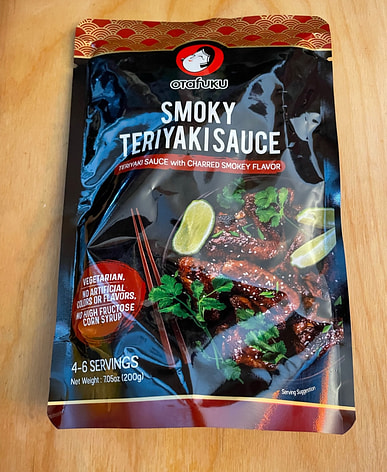 OTAFUKU
SMOKY
TERIYAKI SAUCE
TERIYAKI SAUCE with CHARRED SMOKEY FLAVOR
VEGETARIAN,
NO ARTIFICIAL
COLORS OR FLAVORS,
NO HIGH FRUCTOSE
CORN SYRUP
4-6 SERVINGS
Net Weight : 7.05oz (200g)
Serving Suggestion